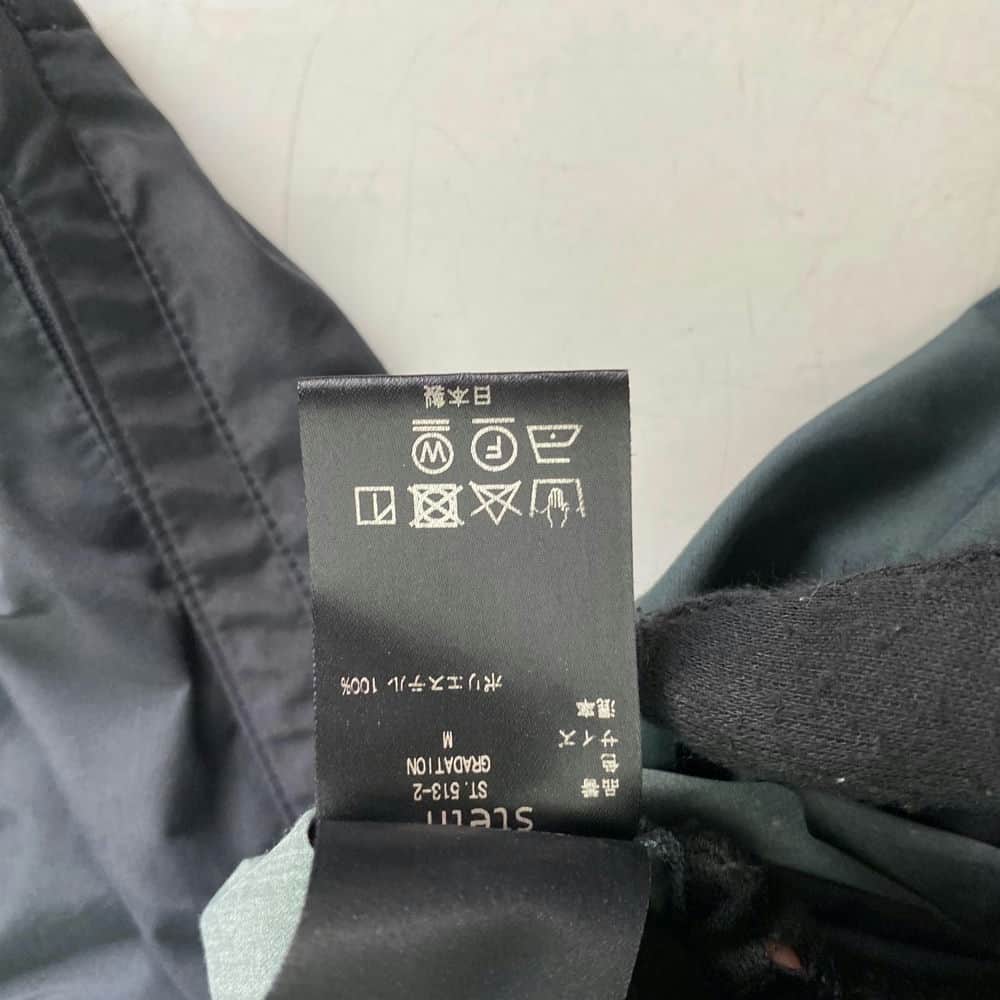 stein
品番 ST. 513-2
色 GRADATION
サイズ M
混率
ポリエステル 100%
F W
日本製